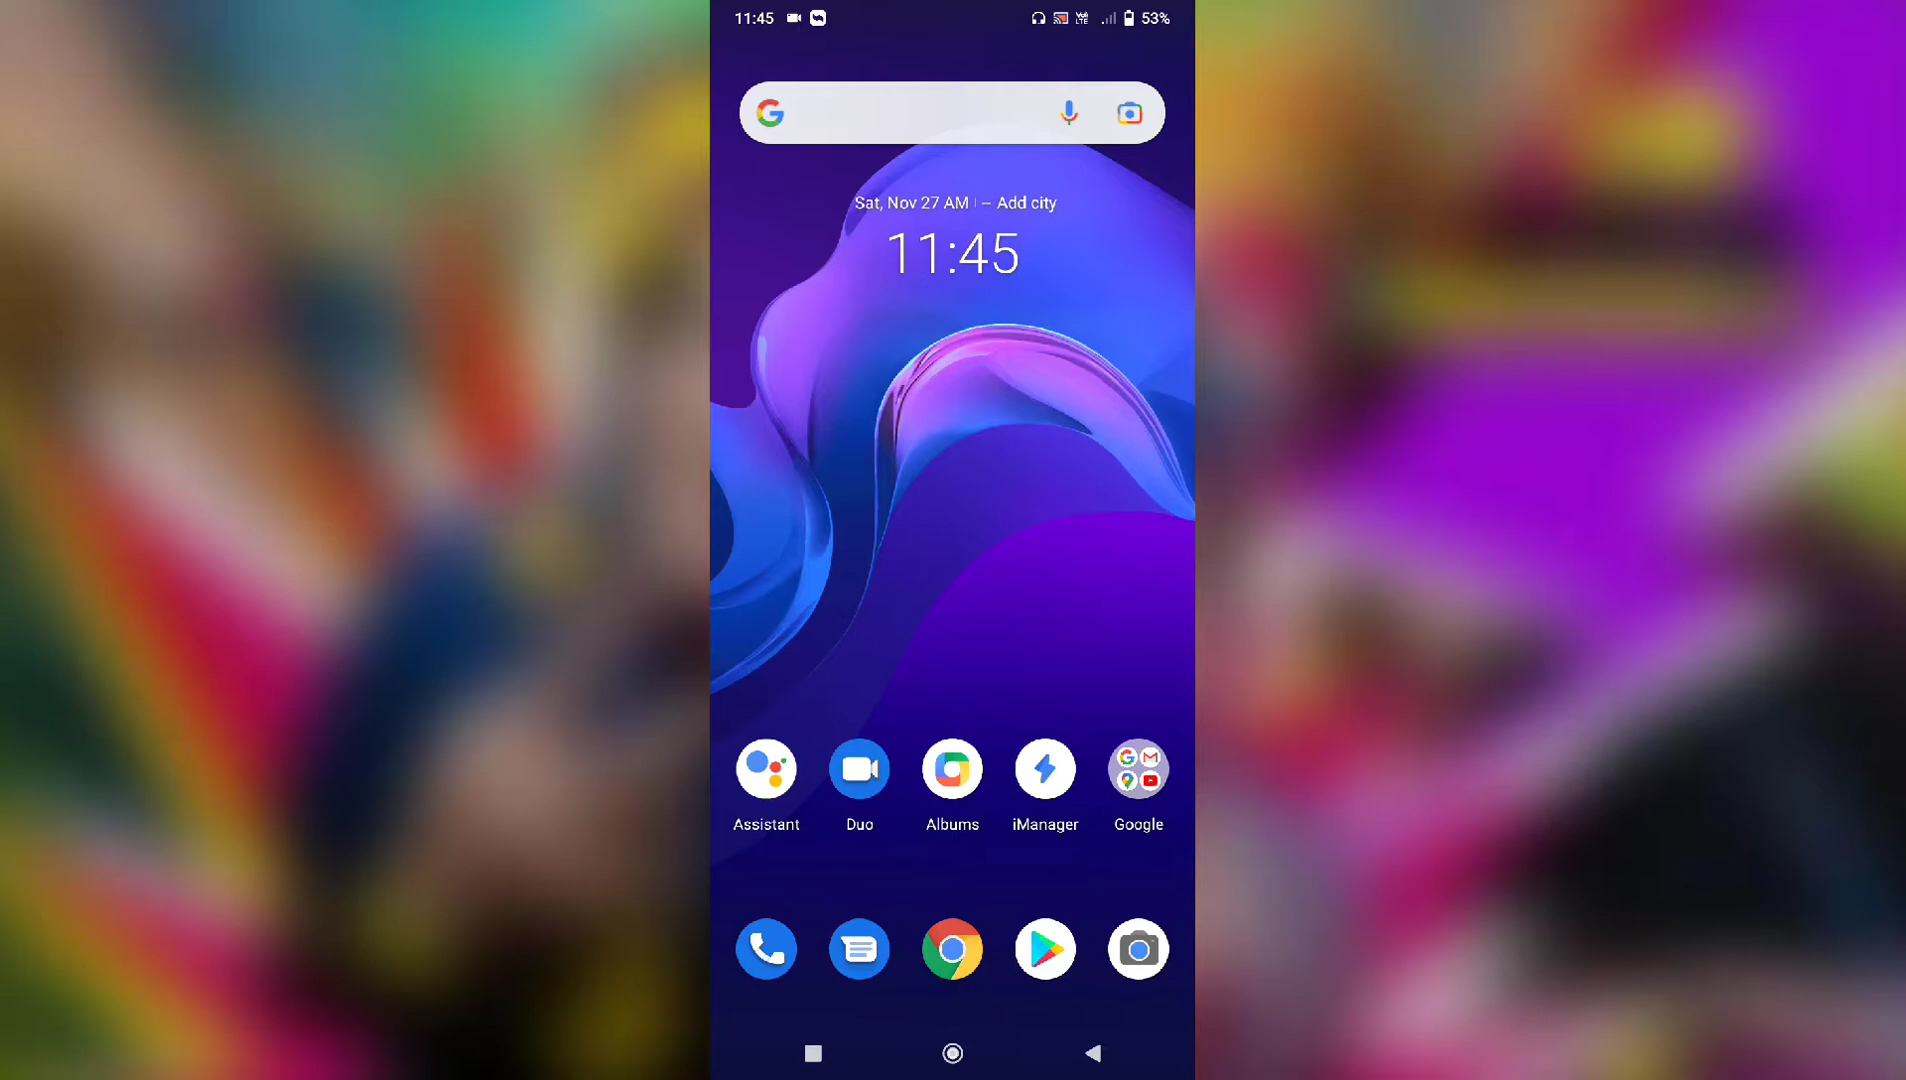 11:45 53%
Sat, Nov 27 AM | -- Add city
11:45
Assistant Duo Albums iManager Google